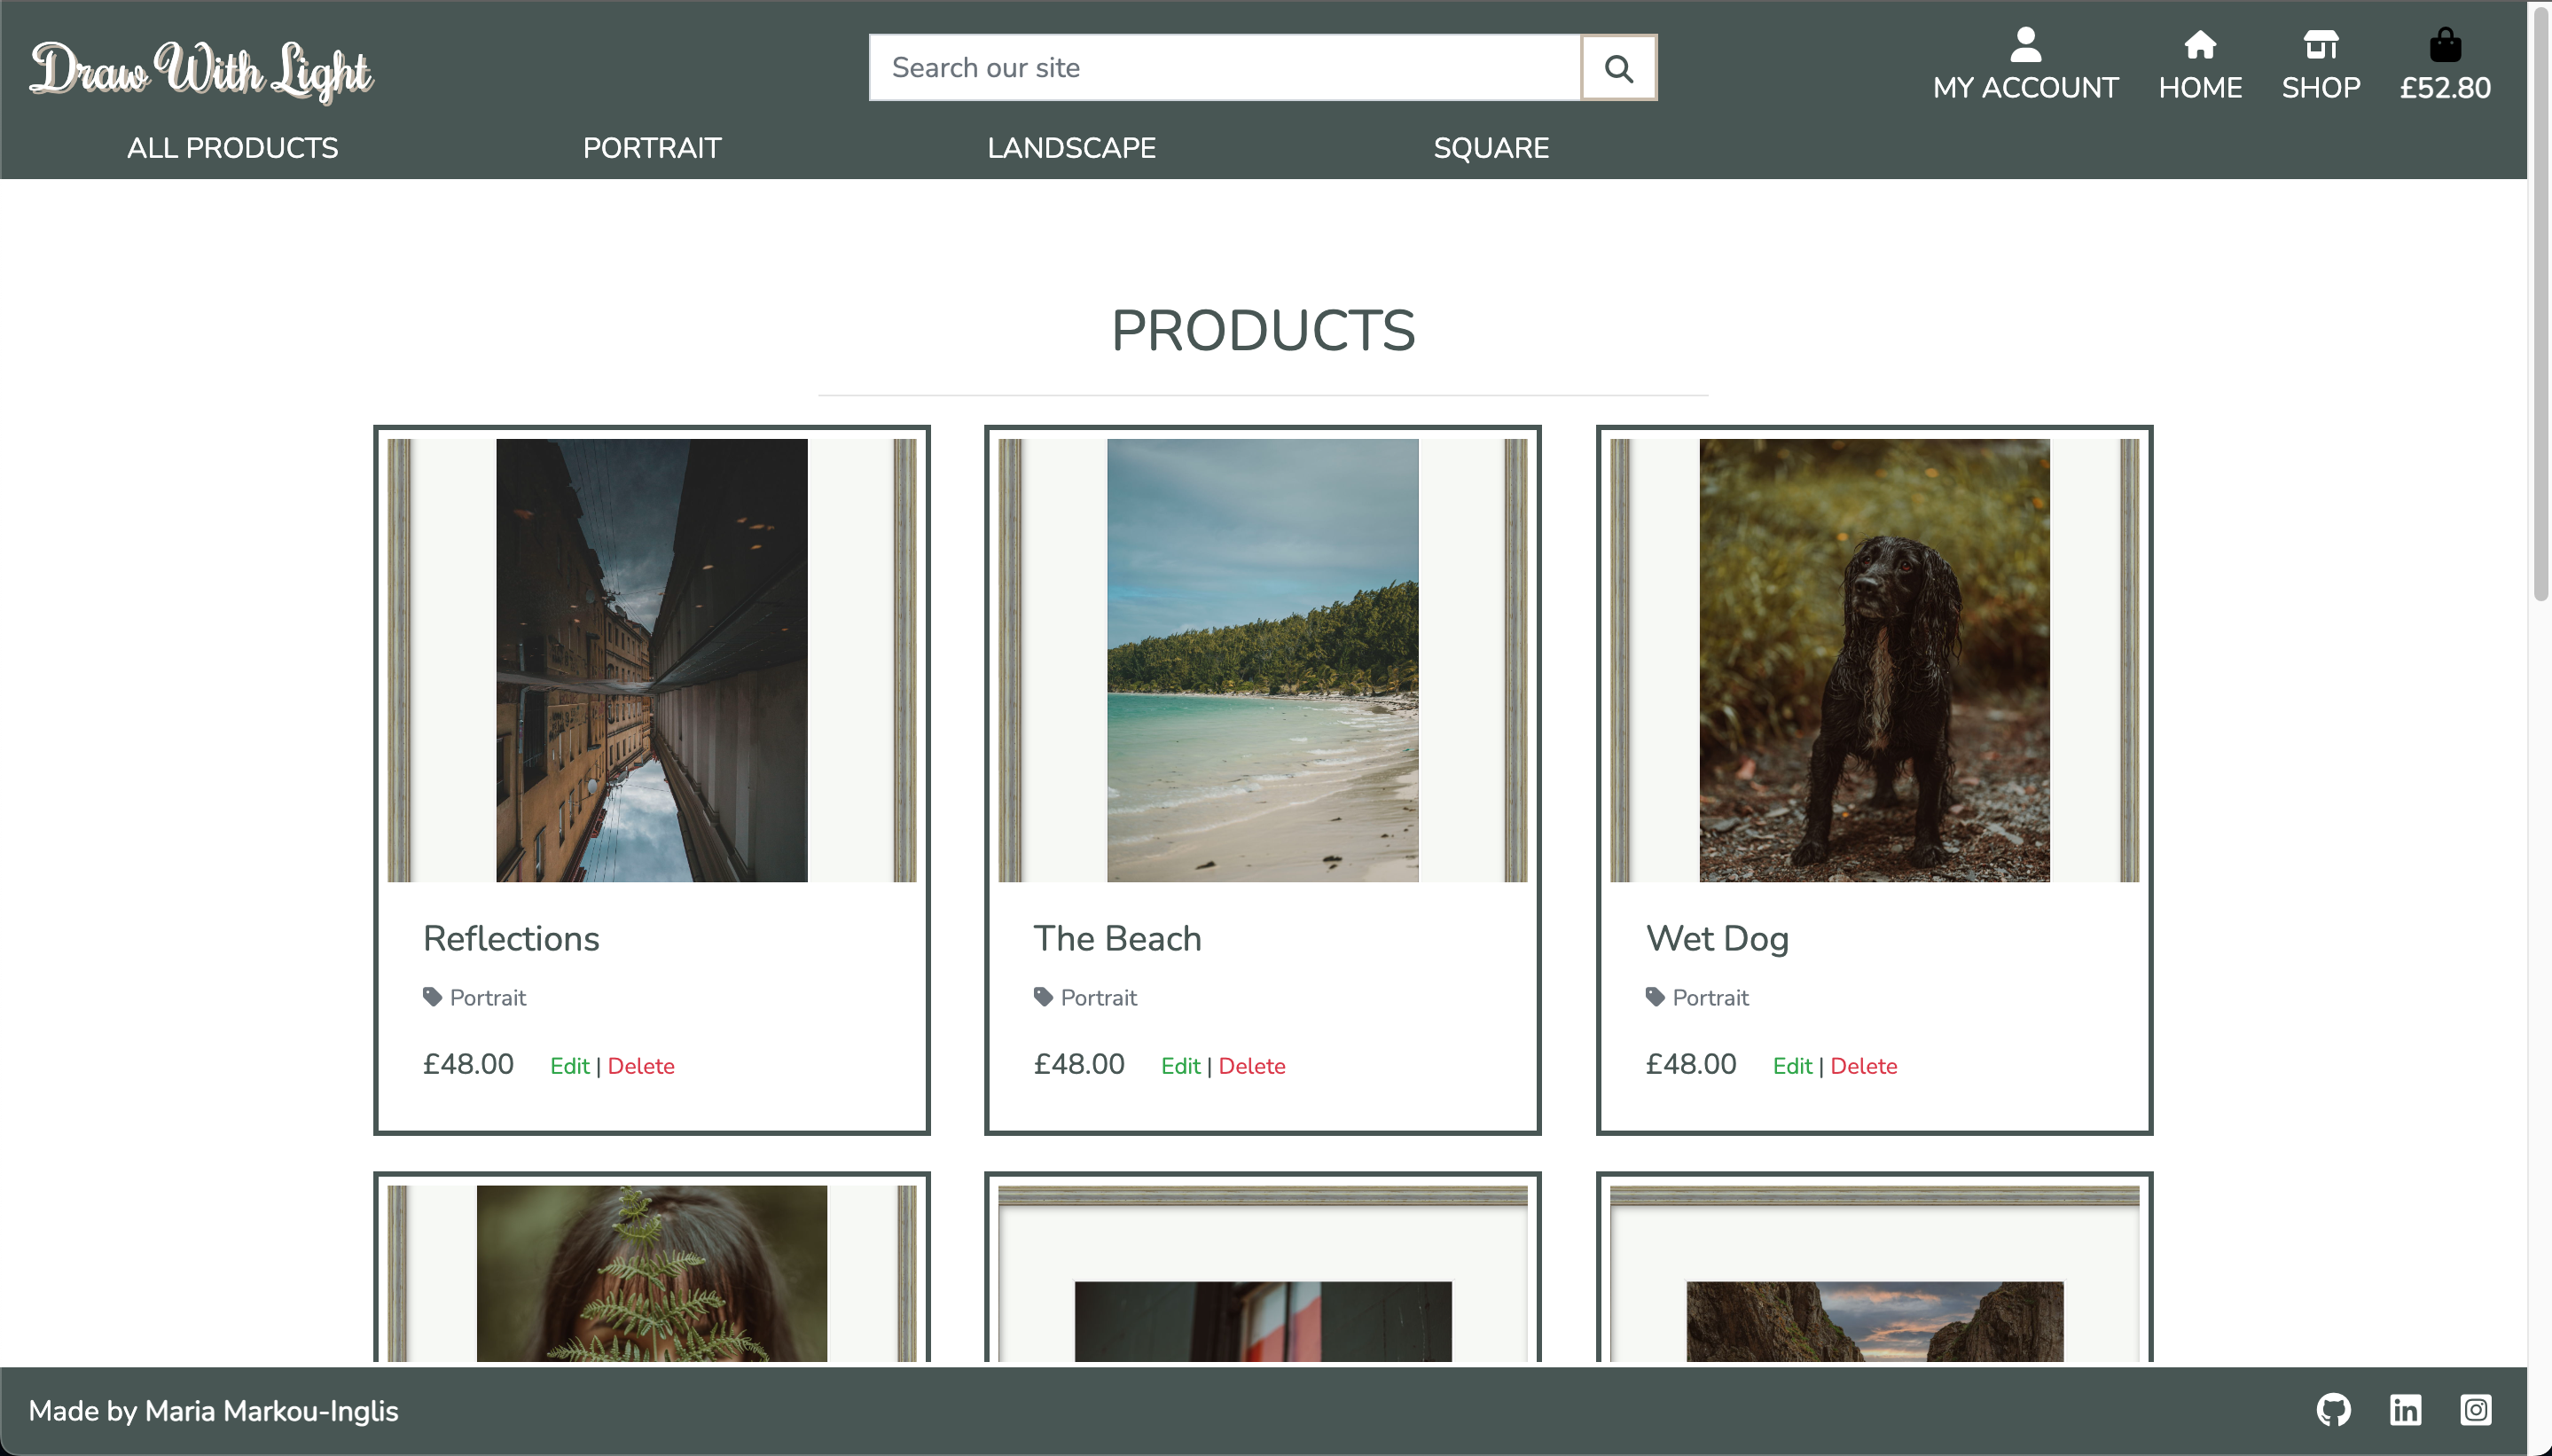 Draw With Light
Search our site
MY ACCOUNT
HOME
SHOP
£52.80
ALL PRODUCTS
PORTRAIT
LANDSCAPE
SQUARE
PRODUCTS
Reflections
Portrait
£48.00 Edit | Delete
The Beach
Portrait
£48.00 Edit | Delete
Wet Dog
Portrait
£48.00 Edit | Delete
Made by Maria Markou-Inglis
in